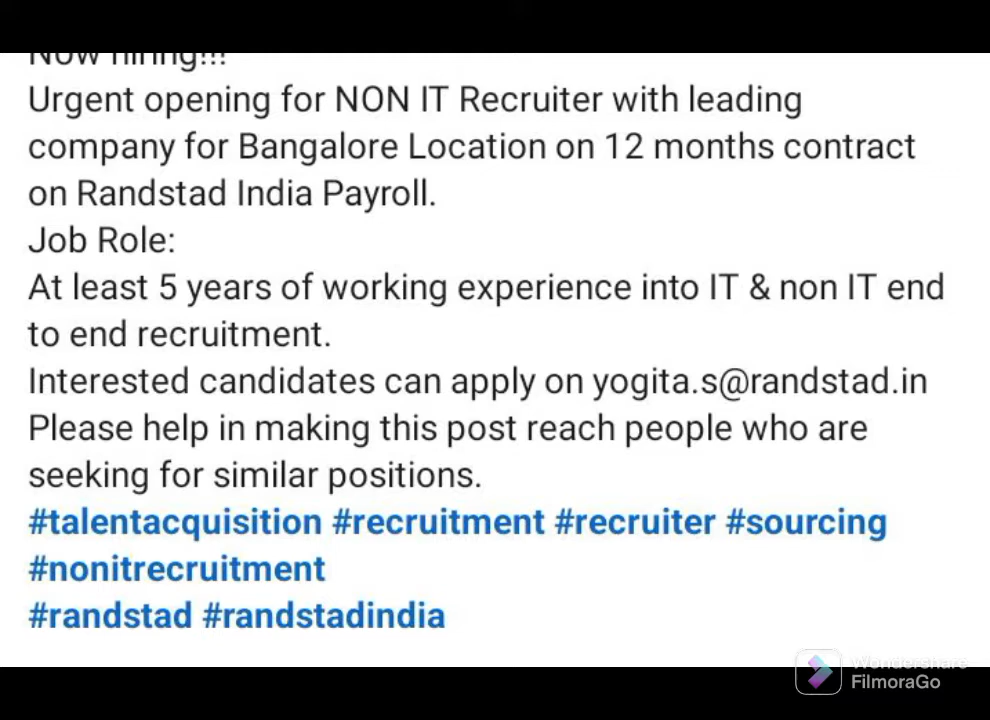 Now hiring!!!
Urgent opening for NON IT Recruiter with leading
company for Bangalore Location on 12 months contract
on Randstad India Payroll.
Job Role:
At least 5 years of working experience into IT & non IT end
to end recruitment.
Interested candidates can apply on yogita.s@randstad.in
Please help in making this post reach people who are
seeking for similar positions.
#talentacquisition #recruitment #recruiter #sourcing
#nonitrecruitment
#randstad #randstadindia
Wondershare
FilmoraGo